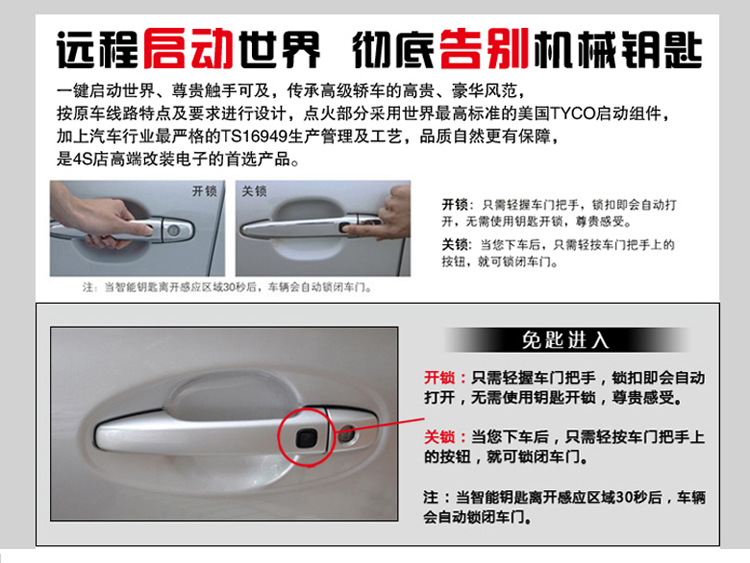 远程启动世界 彻底告别机械钥匙
一键启动世界、尊贵触手可及，传承高级轿车的高贵、豪华风范，
按原车线路特点及要求进行设计，点火部分采用世界最高标准的美国TYCO启动组件，
加上汽车行业最严格的TS16949生产管理及工艺，品质自然更有保障，
是4S店高端改装电子的首选产品。
开锁 关锁
开锁：只需轻握车门把手，锁扣即会自动打
开，无需使用钥匙开锁，尊贵感受。
关锁：当您下车后，只需轻按车门把手上的
按钮，就可锁闭车门。
注：当智能钥匙离开感应区域30秒后，车辆会自动锁闭车门。
免匙进入
开锁：只需轻握车门把手，锁扣即会自动
打开，无需使用钥匙开锁，尊贵感受。
关锁：当您下车后，只需轻按车门把手上
的按钮，就可锁闭车门。
注：当智能钥匙离开感应区域30秒后，车辆
会自动锁闭车门。